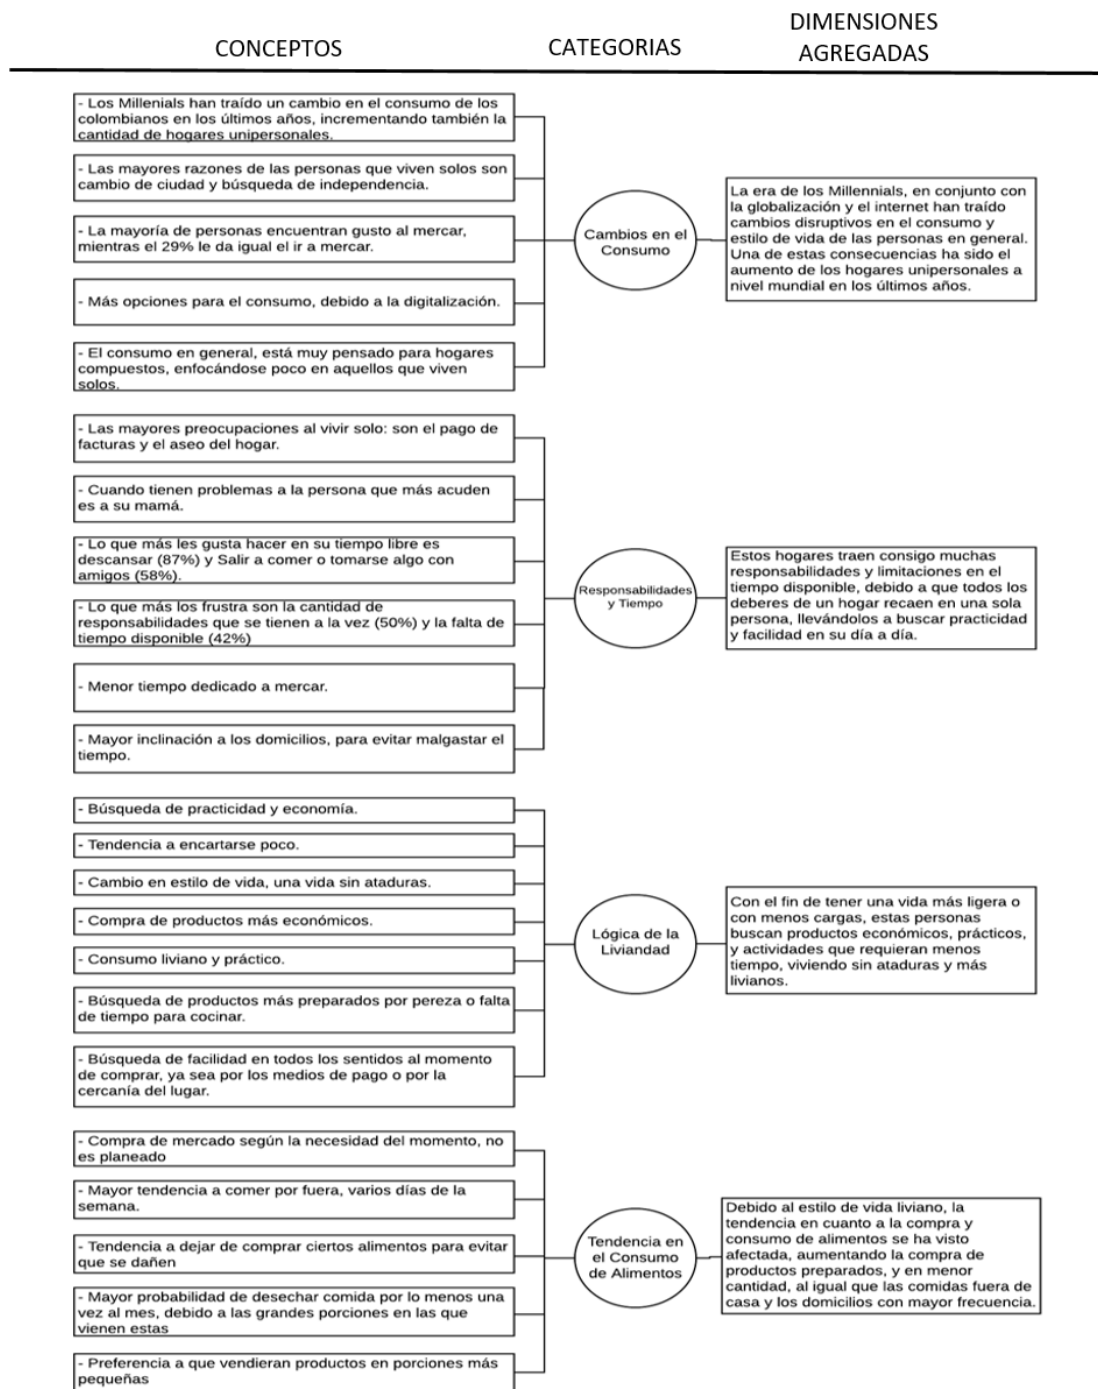 CONCEPTOS
CATEGORIAS
DIMENSIONES
AGREGADAS
- Los Millenials han traído un cambio en el consumo de los
colombianos en los últimos años, incrementando también la
cantidad de hogares unipersonales.
- Las mayores razones de las personas que viven solos son
cambio de ciudad y búsqueda de independencia.
- La mayoría de personas encuentran gusto al mercar,
mientras el 29% le da igual el ir a mercar.
- Más opciones para el consumo, debido a la digitalización.
- El consumo en general, está muy pensado para hogares
compuestos, enfocándose poco en aquellos que viven
solos.
Cambios en el
Consumo
La era de los Millennials, en conjunto con
la globalización y el internet han traído
cambios disruptivos en el consumo y
estilo de vida de las personas en general.
Una de estas consecuencias ha sido el
aumento de los hogares unipersonales a
nivel mundial en los últimos años.
- Las mayores preocupaciones al vivir solo: son el pago de
facturas y el aseo del hogar.
- Cuando tienen problemas a la persona que más acuden
es a su mamá.
- Lo que más les gusta hacer en su tiempo libre es
descansar (87%) y Salir a comer o tomarse algo con
amigos (58%).
- Lo que más los frustra son la cantidad de
responsabilidades que se tienen a la vez (50%) y la falta de
tiempo disponible (42%)
- Menor tiempo dedicado a mercar.
- Mayor inclinación a los domicilios, para evitar malgastar el
tiempo.
Responsabilidades
y Tiempo
Estos hogares traen consigo muchas
responsabilidades y limitaciones en el
tiempo disponible, debido a que todos los
deberes de un hogar recaen en una sola
persona, llevándolos a buscar practicidad
y facilidad en su día a día.
- Búsqueda de practicidad y economía.
- Tendencia a encartarse poco.
- Cambio en estilo de vida, una vida sin ataduras.
- Compra de productos más económicos.
- Consumo liviano y práctico.
- Búsqueda de productos más preparados por pereza o falta
de tiempo para cocinar.
- Búsqueda de facilidad en todos los sentidos al momento
de comprar, ya sea por los medios de pago o por la
cercanía del lugar.
Lógica de la
Liviandad
Con el fin de tener una vida más ligera o
con menos cargas, estas personas
buscan productos económicos, prácticos,
y actividades que requieran menos
tiempo, viviendo sin ataduras y más
livianos.
- Compra de mercado según la necesidad del momento, no
es planeado
- Mayor tendencia a comer por fuera, varios días de la
semana.
- Tendencia a dejar de comprar ciertos alimentos para evitar
que se dañen
- Mayor probabilidad de desechar comida por lo menos una
vez al mes, debido a las grandes porciones en las que
vienen estas
- Preferencia a que vendieran productos en porciones más
pequeñas
Tendencia en
el Consumo
de Alimentos
Debido al estilo de vida liviano, la
tendencia en cuanto a la compra y
consumo de alimentos se ha visto
afectada, aumentando la compra de
productos preparados, y en menor
cantidad, al igual que las comidas fuera de
casa y los domicilios con mayor frecuencia.